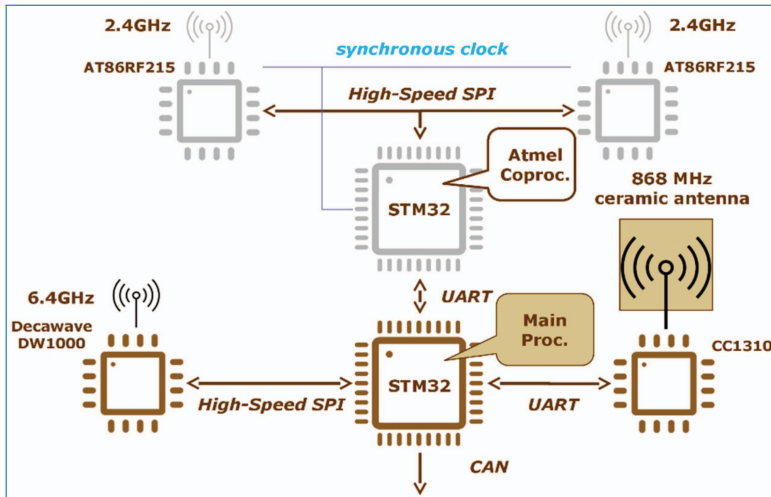 2.4GHz
2.4GHz
synchronous clock
AT86RF215
AT86RF215
High-Speed SPI
Atmel
Coproc.
STM32
868 MHz
ceramic antenna
6.4GHz
UART
Decawave
DW1000
Main
Proc.
CC1310
STM32
High-Speed SPI
UART
CAN